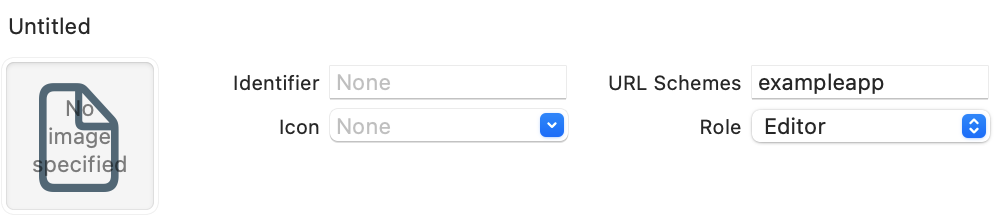 Untitled
No
image
specified
Identifier None
Icon None
URL Schemes exampleapp
Role Editor